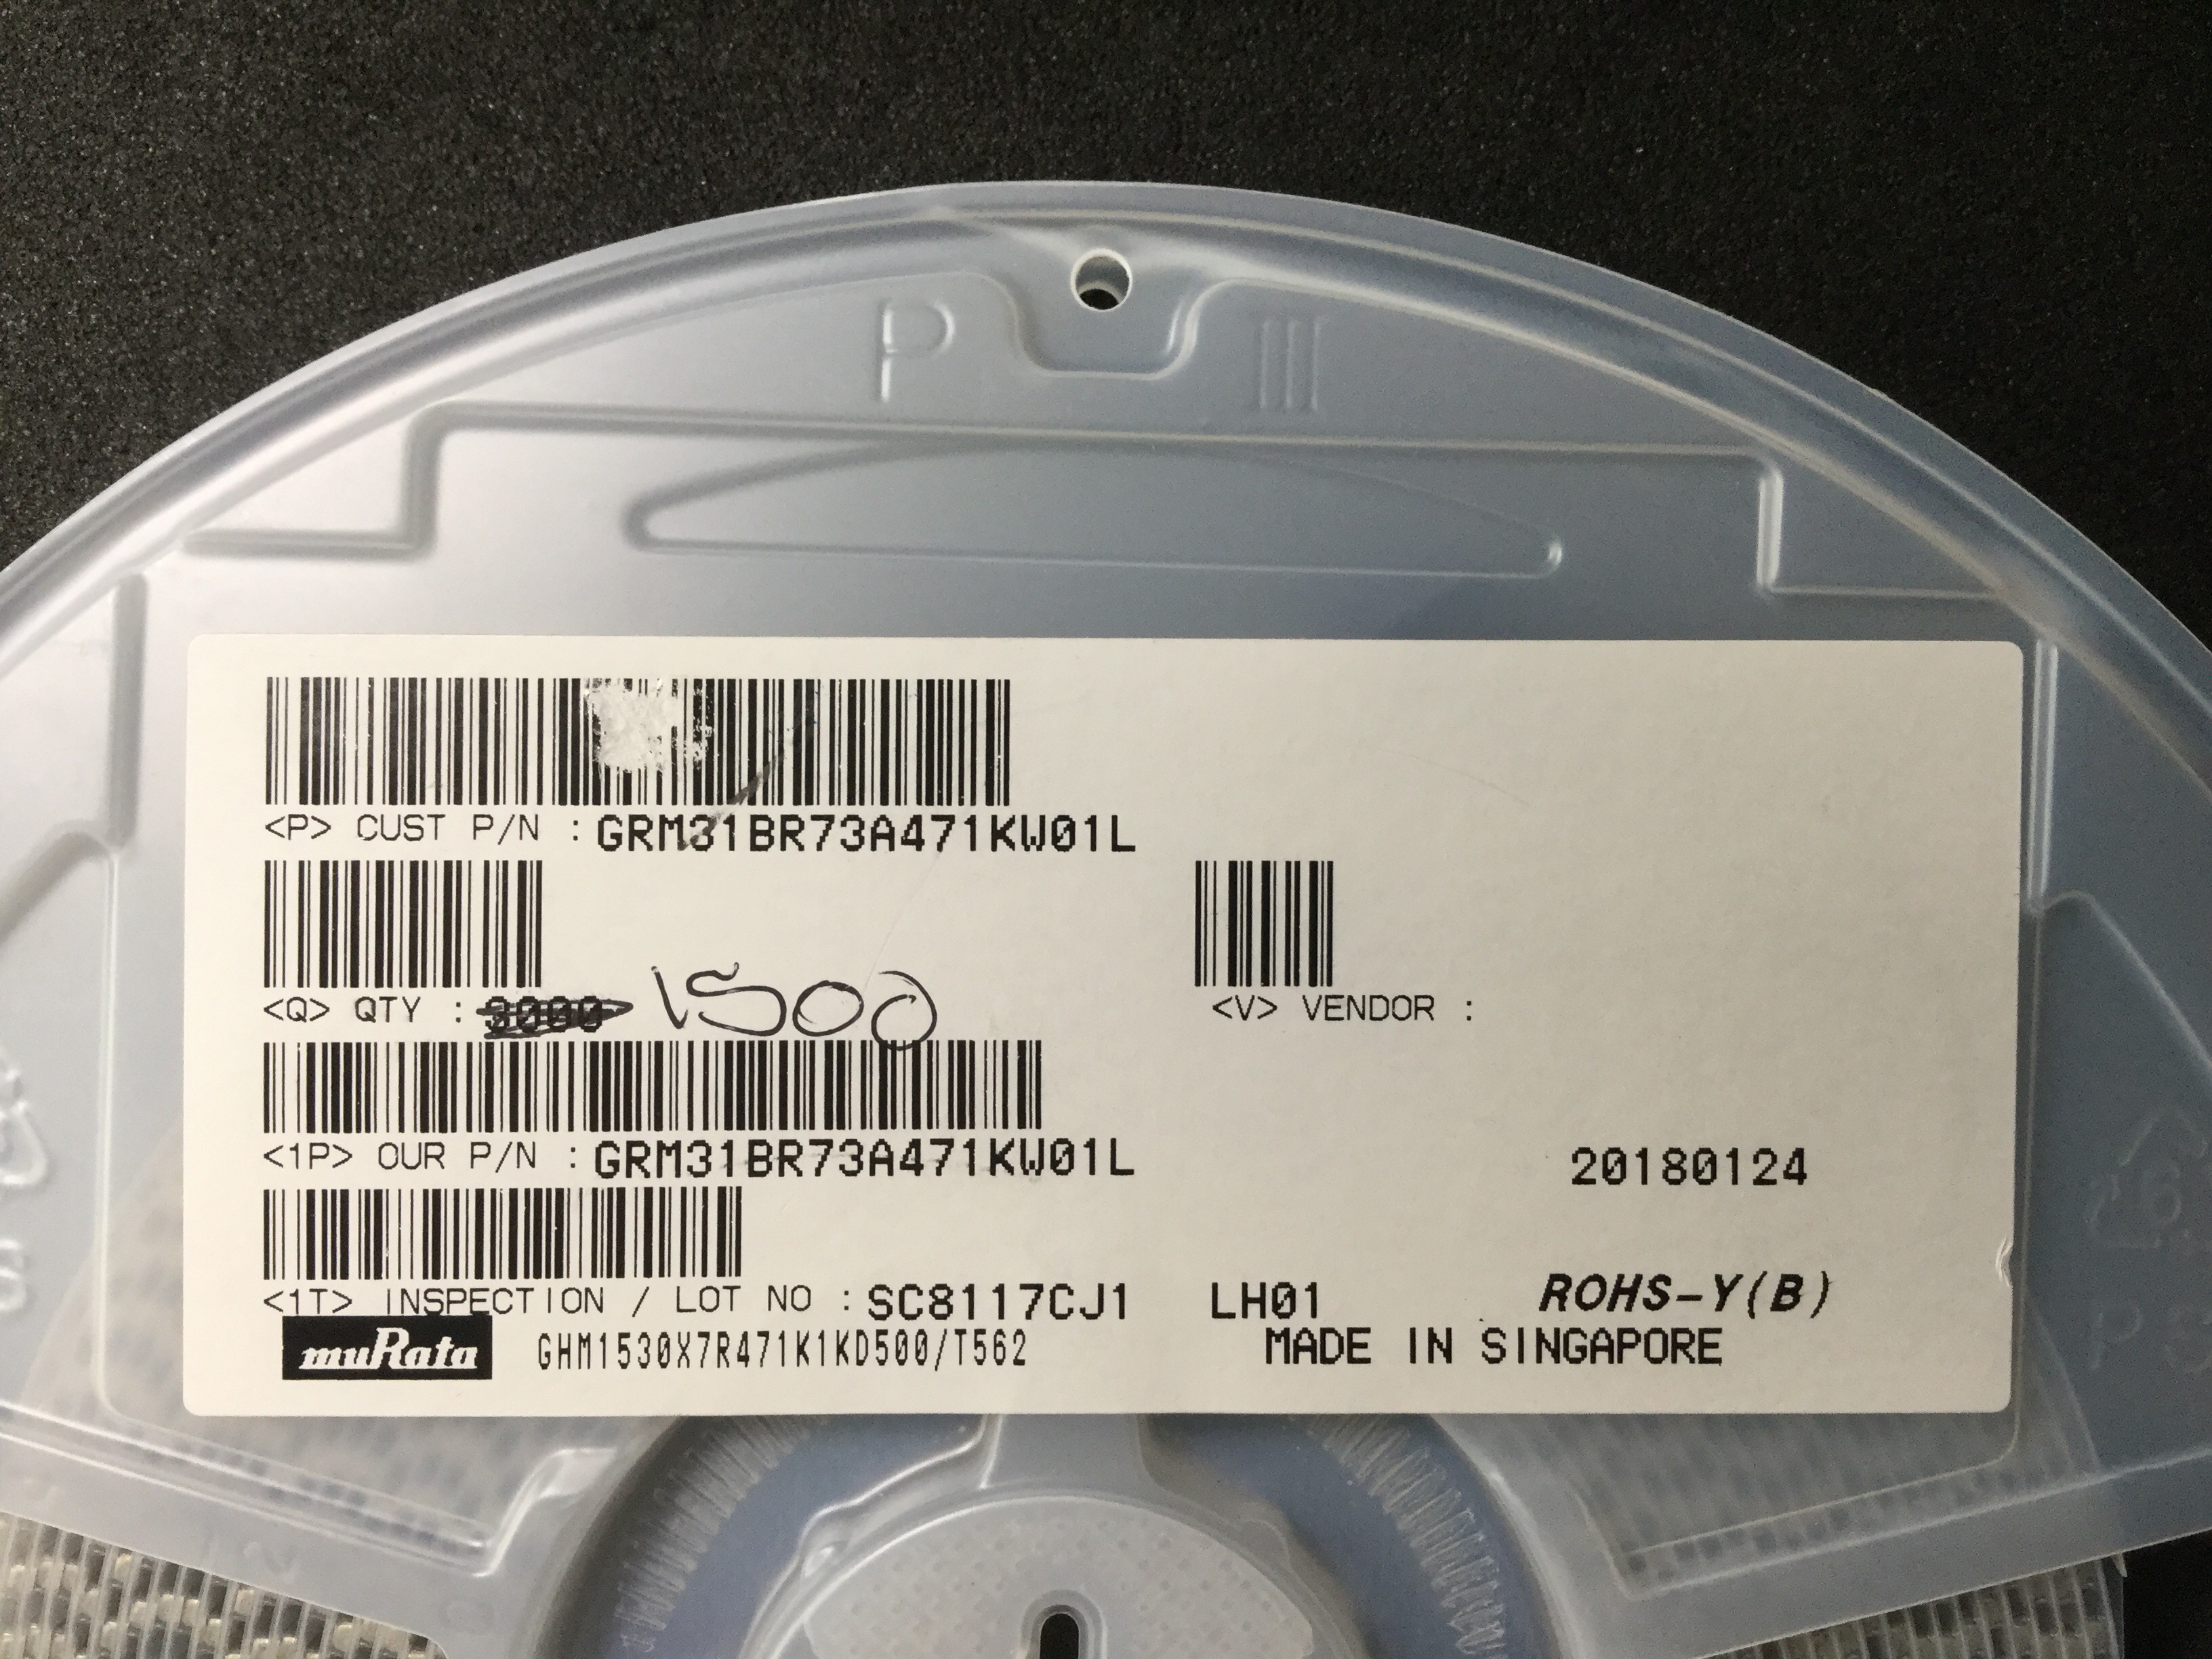 P III
<P> CUST P/N : GRM31BR73A471KW01L
<Q> QTY : 3000 1500
<V> VENDOR :
<1P> OUR P/N : GRM31BR73A471KW01L
20180124
<1T> INSPECTION / LOT NO : SC8117CJ1 LH01 ROHS-Y(B)
muRata GHM1530X7R471K1KD500/T562 MADE IN SINGAPORE